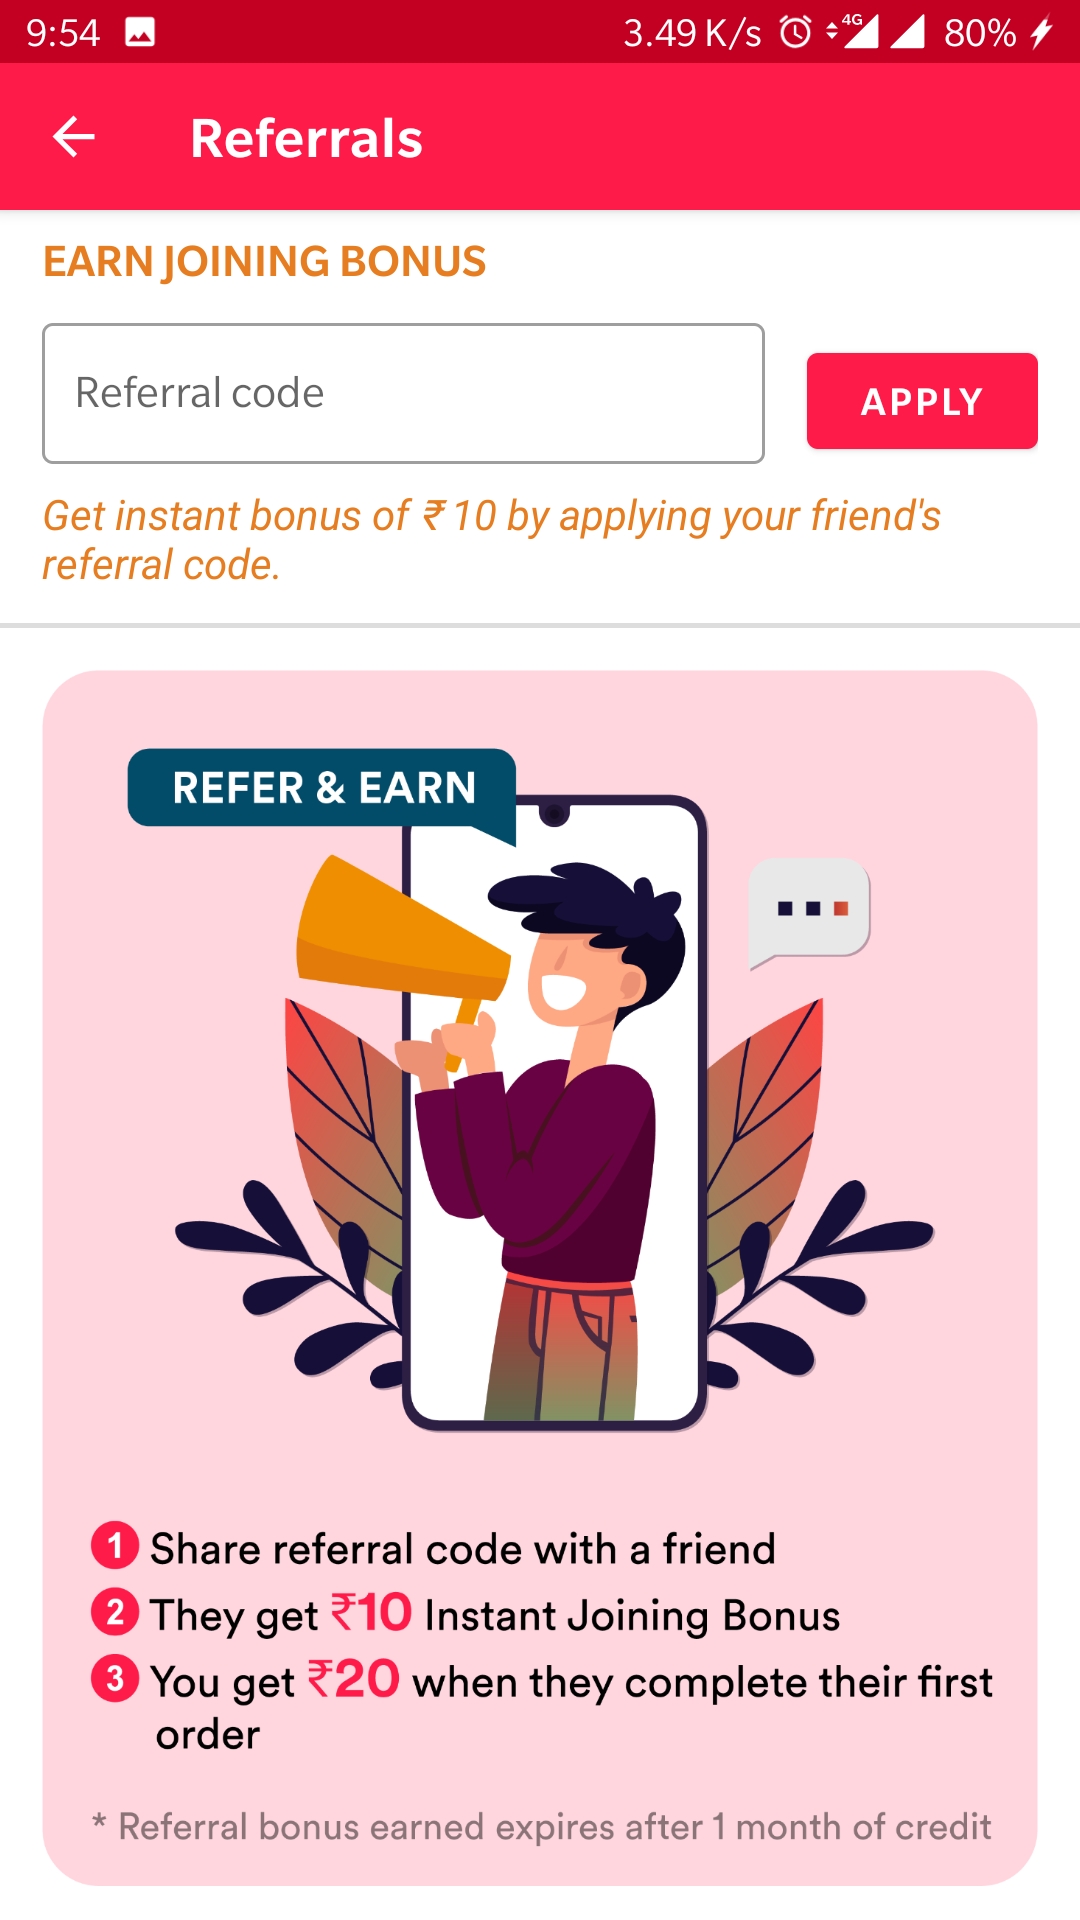 9:54 3.49 K/s 4G 80%
Referrals
EARN JOINING BONUS
Referral code
APPLY
Get instant bonus of ₹10 by applying your friend's
referral code.
REFER & EARN
1 Share referral code with a friend
2 They get ₹10 Instant Joining Bonus
3 You get ₹20 when they complete their first
order
* Referral bonus earned expires after 1 month of credit